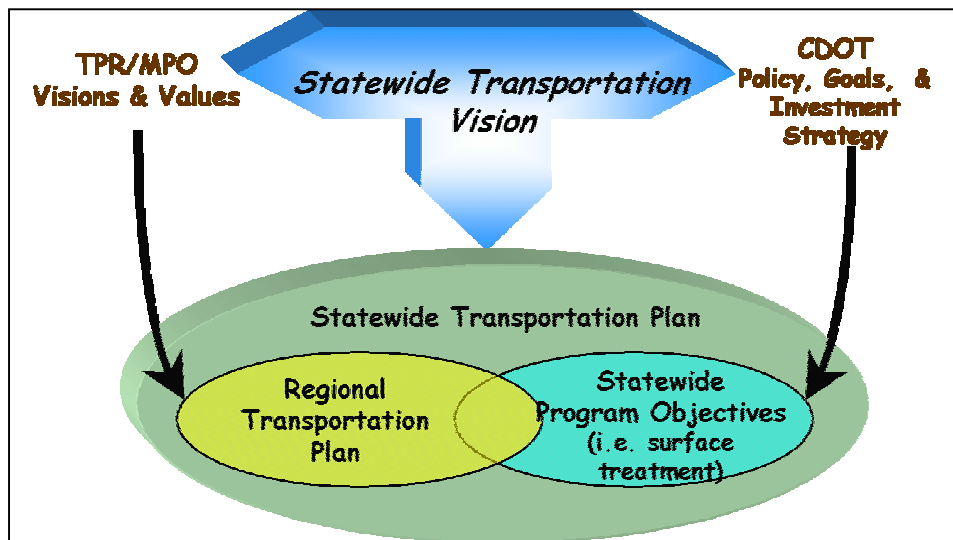 TPR/MPO
Visions & Values
Statewide Transportation
Vision
CDOT
Policy, Goals, &
Investment
Strategy
Statewide Transportation Plan
Regional
Transportation
Plan
Statewide
Program Objectives
(i.e. surface
treatment)